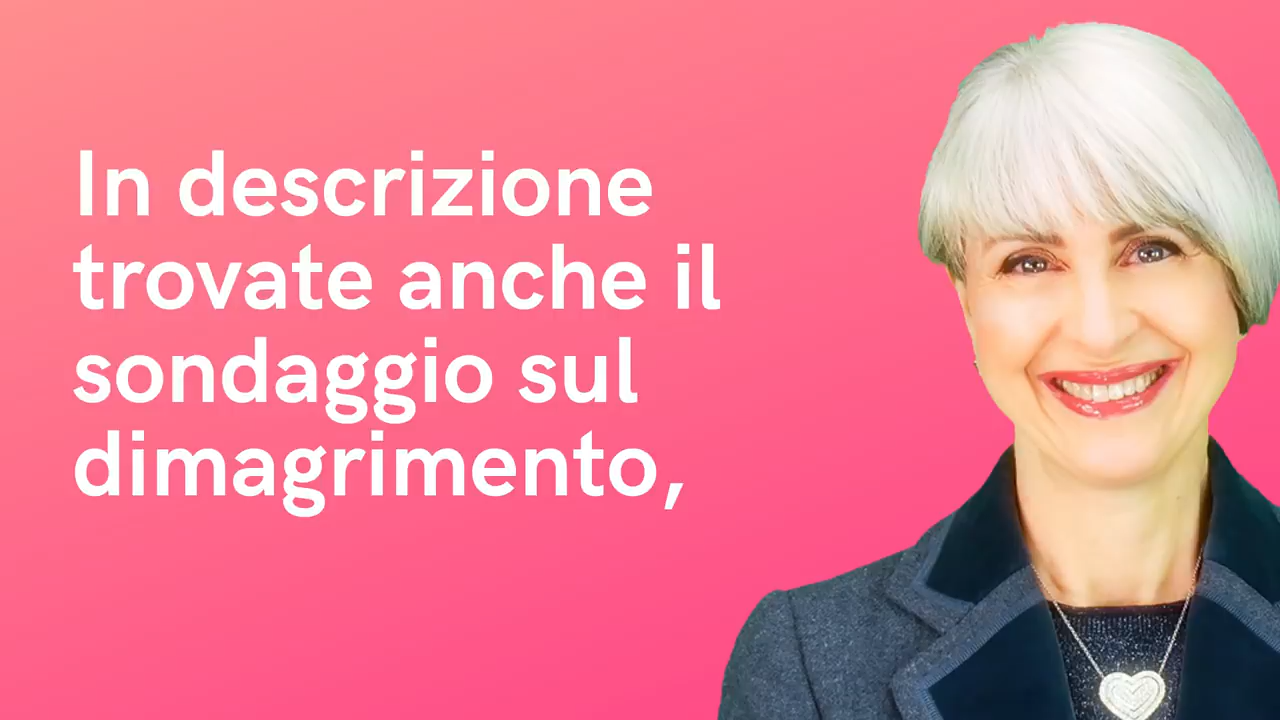 In descrizione
trovate anche il
sondaggio sul
dimagrimento,